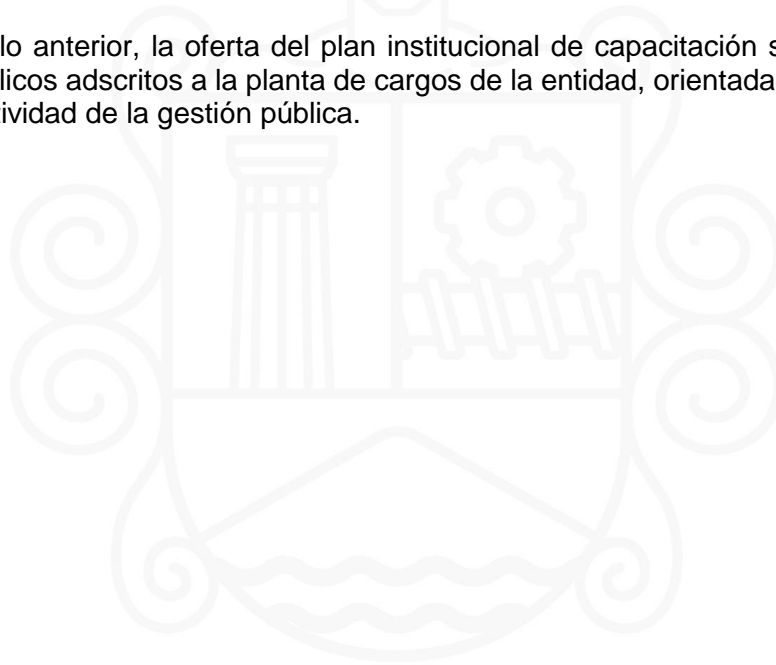 lo anterior, la oferta del plan institucional de capacitación s
licos adscritos a la planta de cargos de la entidad, orientada
tividad de la gestión pública.